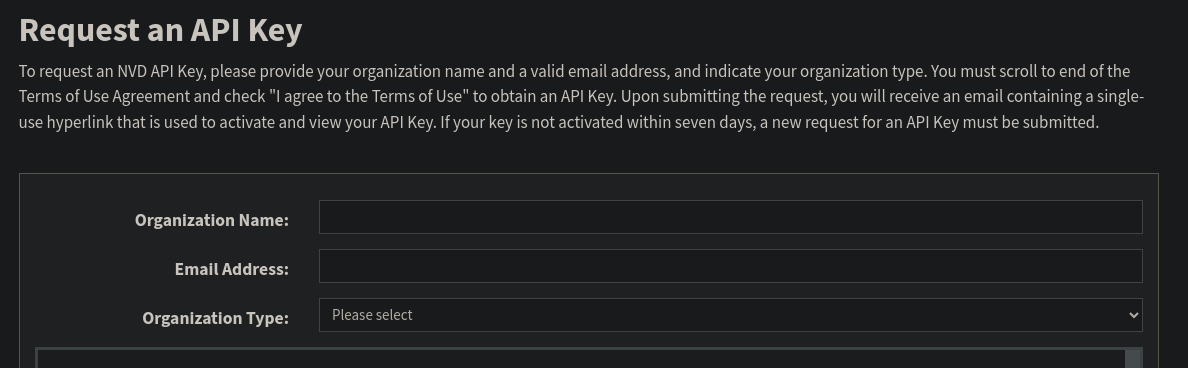 Request an API Key
To request an NVD API Key, please provide your organization name and a valid email address, and indicate your organization type. You must scroll to end of the
Terms of Use Agreement and check "I agree to the Terms of Use" to obtain an API Key. Upon submitting the request, you will receive an email containing a single-
use hyperlink that is used to activate and view your API Key. If your key is not activated within seven days, a new request for an API Key must be submitted.
Organization Name:
Email Address:
Organization Type: Please select